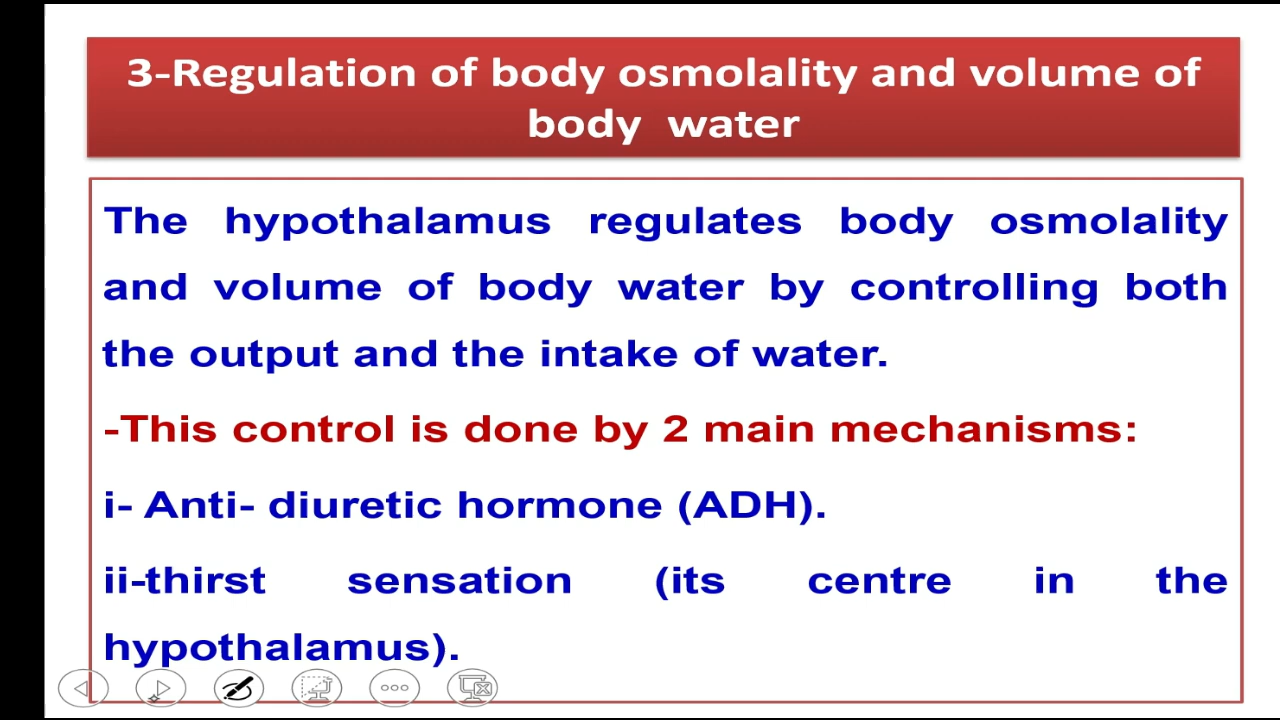 3-Regulation of body osmolality and volume of
body water
The hypothalamus regulates body osmolality
and volume of body water by controlling both
the output and the intake of water.
-This control is done by 2 main mechanisms:
i- Anti- diuretic hormone (ADH).
ii-thirst sensation (its centre in the
hypothalamus).